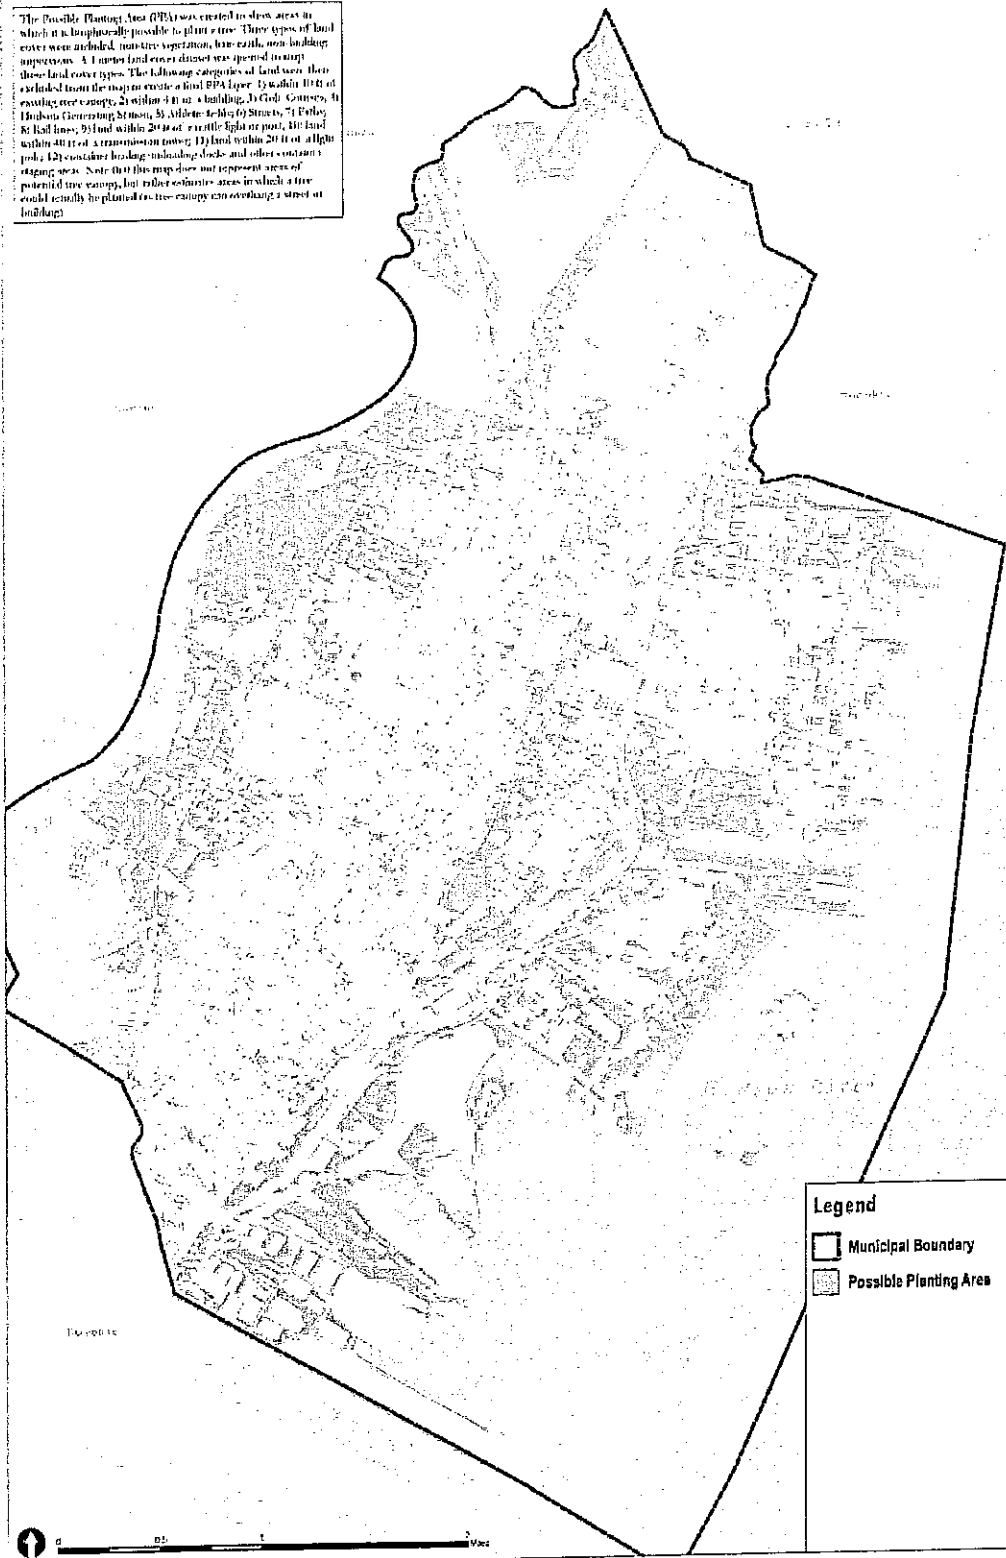 The Possible Planting Area (PPA) was created to show areas in
which it is biophysically possible to plant a tree. Three types of land
cover were included, non-tree vegetation, bare earth, non-building
impervious. A 1 meter land cover dataset was queried to map
these land cover types. The following categories of land were then
excluded from the map to create a final PPA layer: 1) within 10 ft of
existing tree canopy, 2) within 4 ft of a building, 3) Golf Courses, 4)
Hudson Generating Station, 5) Athletic fields, 6) Streets, 7) Paths,
8) Rail lines, 9) land within 20 ft of a traffic light or post, 10) land
within 40 ft of a transmission tower, 11) land within 20 ft of a light
pole, 12) container loading/unloading docks and other container
staging areas. Note that this map does not represent areas of
potential tree canopy, but rather estimates areas in which a tree
could actually be planted (as tree canopy can overhang a street or
building)
Hudson River
Legend
Municipal Boundary
Possible Planting Area
0 0.5 1 2
Miles